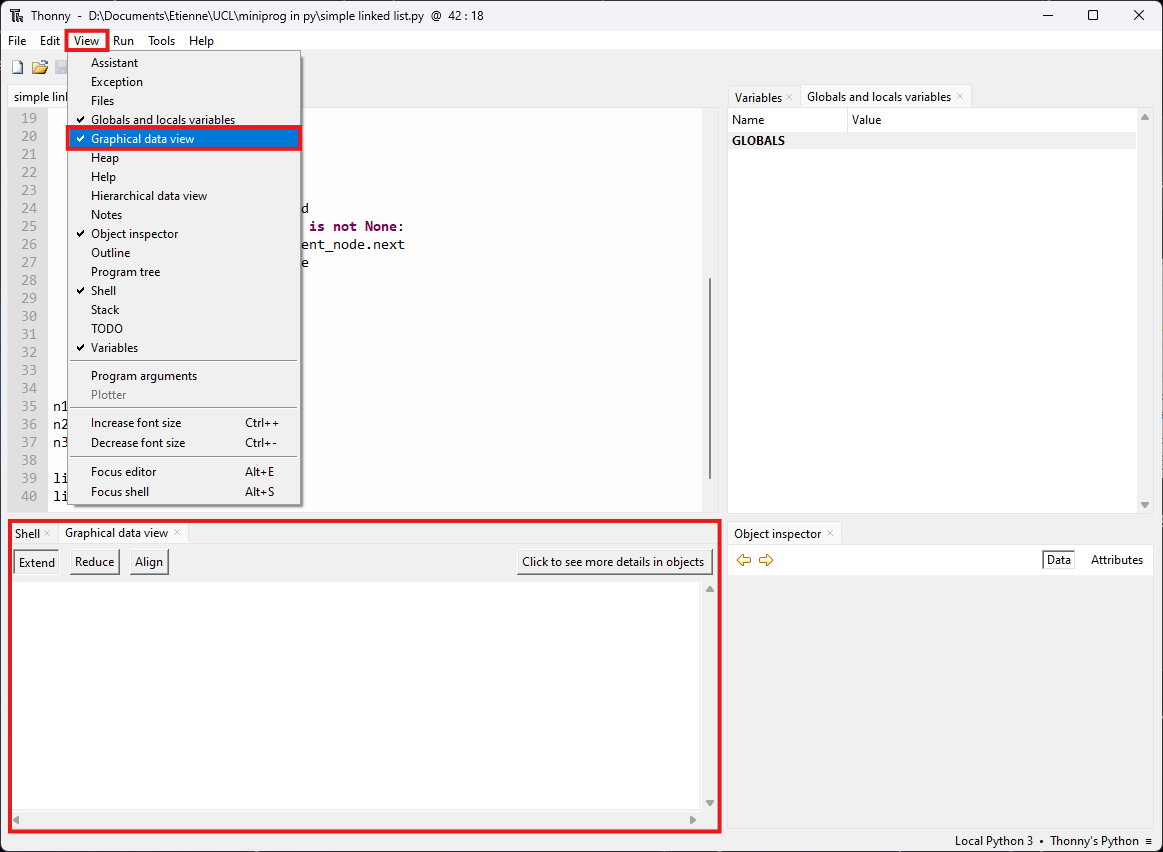 Thonny - D:\Documents\Etienne\UCL\miniprog in py\simple linked list.py @ 42 : 18
File Edit View Run Tools Help
Assistant
Exception
Files
✔ Globals and locals variables
✔ Graphical data view
Heap
Help
Hierarchical data view
Notes
✔ Object inspector
Outline
Program tree
✔ Shell
Stack
TODO
✔ Variables
Program arguments
Plotter
Increase font size Ctrl++
Decrease font size Ctrl+-
Focus editor Alt+E
Focus shell Alt+S
simple linl
19
20
21
22
23
24 d
25 is not None:
26 ent_node.next
27 e
28
29
30
31
32
33
34
35 n1
36 n2
37 n3
38
39 li
40 li
Variables × Globals and locals variables ×
Name Value
GLOBALS
Shell × Graphical data view ×
Extend Reduce Align Click to see more details in objects
Object inspector ×
Data Attributes
Local Python 3 • Thonny's Python ≡